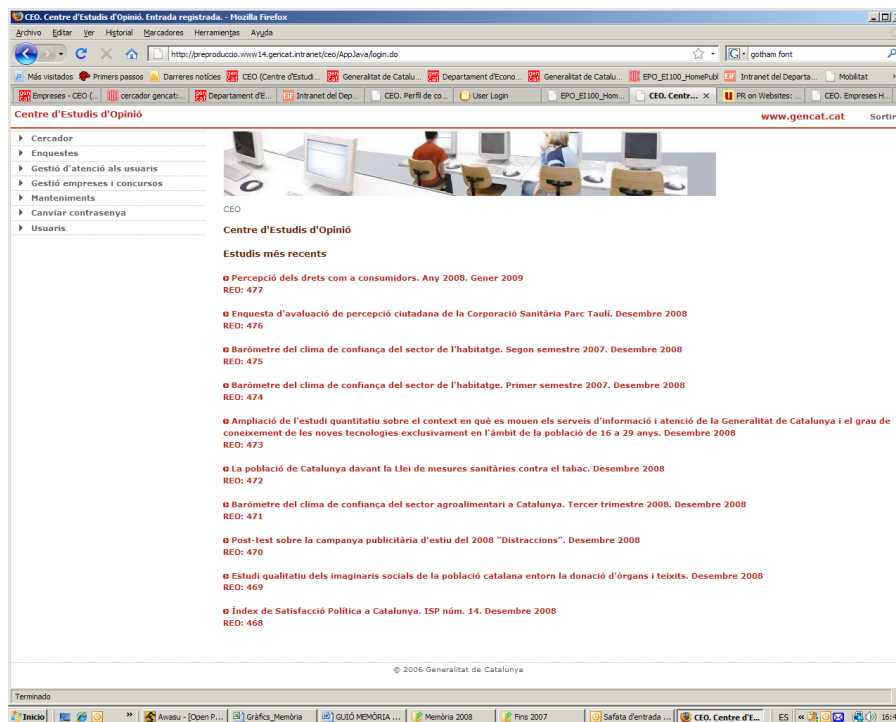 CEO. Centre d'Estudis d'Opinió. Entrada registrada. - Mozilla Firefox
Archivo Editar Ver Historial Marcadores Herramientas Ayuda
http://preproduccio.www14.gencat.intranet/ceo/AppJava/login.do
gotham font
Más visitados Primers passos Darreres notícies CEO (Centre d'Estudi... Generalitat de Catalu... Departament d'Econo... Generalitat de Catalu... EPO_EI100_HomePubl Intranet del Departa... Mobilitat
Empreses - CEO (... cercador gencat:... Departament d'E... Intranet del Dep... CEO. Perfil de co... User Login EPO_EI100_Hom... CEO. Centr... PR on Websites: ... CEO. Empreses H...
Centre d'Estudis d'Opinió
www.gencat.cat Sortir
Cercador
Enquestes
Gestió d'atenció als usuaris
Gestió empreses i concursos
Manteniments
Canviar contrasenya
Usuaris
CEO
Centre d'Estudis d'Opinió
Estudis més recents
Percepció dels drets com a consumidors. Any 2008. Gener 2009
REO: 477
Enquesta d'avaluació de percepció ciutadana de la Corporació Sanitària Parc Taulí. Desembre 2008
REO: 476
Baròmetre del clima de confiança del sector de l'habitatge. Segon semestre 2007. Desembre 2008
REO: 475
Baròmetre del clima de confiança del sector de l'habitatge. Primer semestre 2007. Desembre 2008
REO: 474
Ampliació de l'estudi quantitatiu sobre el context en què es mouen els serveis d'informació i atenció de la Generalitat de Catalunya i el grau de
coneixement de les noves tecnologies exclusivament en l'àmbit de la població de 16 a 29 anys. Desembre 2008
REO: 473
La població de Catalunya davant la Llei de mesures sanitàries contra el tabac. Desembre 2008
REO: 472
Baròmetre del clima de confiança del sector agroalimentari a Catalunya. Tercer trimestre 2008. Desembre 2008
REO: 471
Post-test sobre la campanya publicitària d'estiu del 2008 "Distraccions". Desembre 2008
REO: 470
Estudi qualitatiu dels imaginaris socials de la població catalana entorn la donació d'òrgans i teixits. Desembre 2008
REO: 469
Índex de Satisfacció Política a Catalunya. ISP núm. 14. Desembre 2008
REO: 468
© 2006 Generalitat de Catalunya
Terminado
Inicio Awasu - [Open P... Gràfics_Memòria GUIÓ MEMÒRIA ... Memòria 2008 Fins 2007 Safata d'entrada ... CEO. Centre d'E... ES